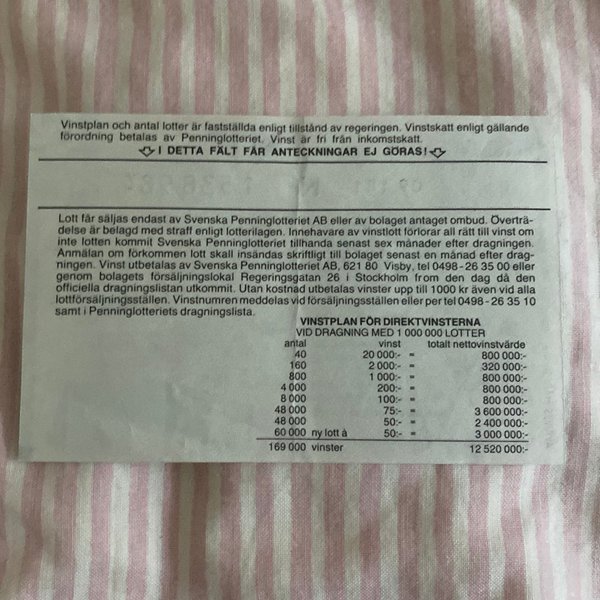 Vinstplan och antal lotter är fastställda enligt tillstånd av regeringen. Vinstskatt enligt gällande
förordning betalas av Penninglotteriet. Vinst är fri från inkomstskatt.
I DETTA FÄLT FÅR ANTECKNINGAR EJ GÖRAS!
Lott får säljas endast av Svenska Penninglotteriet AB eller av bolaget antaget ombud. Överträ-
delse är belagd med straff enligt lotterilagen. Innehavare av vinstlott förlorar all rätt till vinst om
inte lotten kommit Svenska Penninglotteriet tillhanda senast sex månader efter dragningen.
Anmälan om förkommen lott skall insändas skriftligt till bolaget senast en månad efter drag-
ningen. Vinst utbetalas av Svenska Penninglotteriet AB, 621 80 Visby, tel 0498-26 35 00 eller
genom bolagets försäljningslokal Regeringsgatan 26 i Stockholm from den dag då den
officiella dragningslistan utkommit. Utan kostnad utbetalas vinster upp till 1000 kr även vid alla
lottförsäljningsställen. Vinstnumren meddelas vid försäljningsställen eller per tel 0498-26 35 10
samt i Penninglotteriets dragningslista.
VINSTPLAN FÖR DIREKTVINSTERNA
VID DRAGNING MED 1 000 000 LOTTER
antal vinst totalt nettovinstvärde
40 20 000:- = 800 000:-
160 2 000:- = 320 000:-
800 1 000:- = 800 000:-
4 000 200:- = 800 000:-
8 000 100:- = 800 000:-
48 000 75:- = 3 600 000:-
48 000 50:- = 2 400 000:-
60 000 ny lott à 50:- = 3 000 000:-
169 000 vinster 12 520 000:-